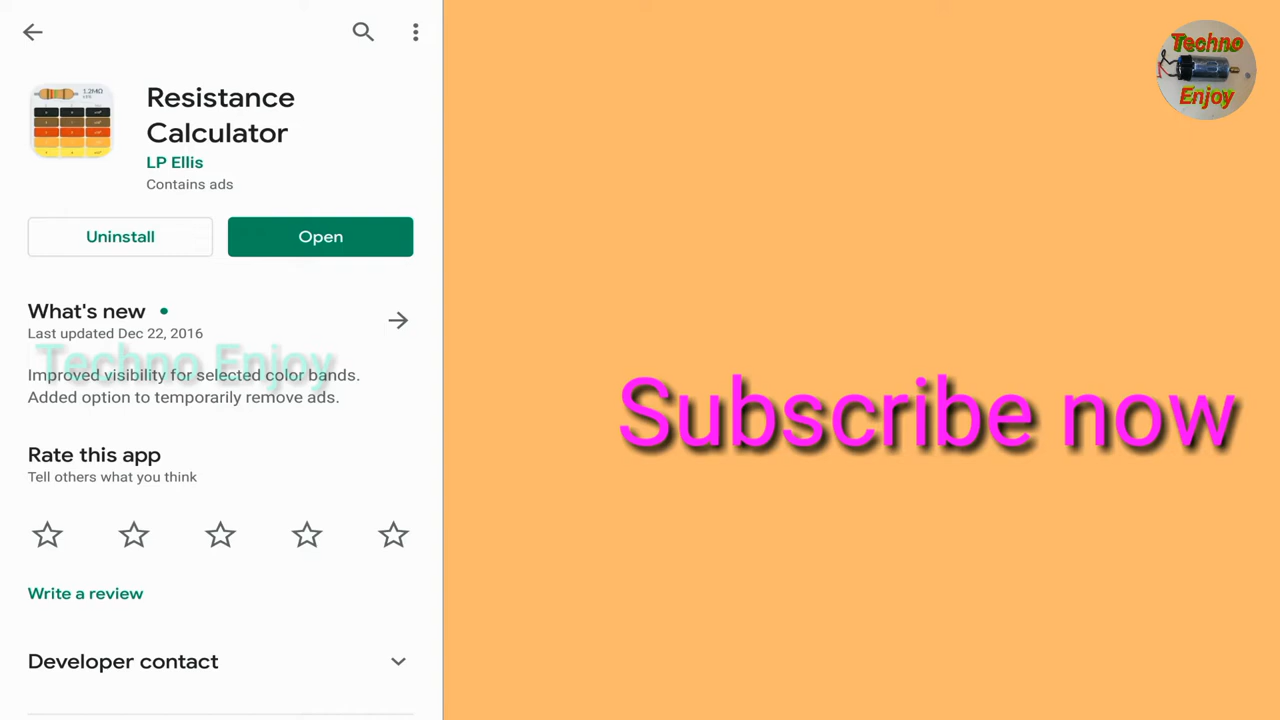 Resistance
Calculator
LP Ellis
Contains ads
Uninstall
Open
What's new
Last updated Dec 22, 2016
Techno Enjoy
Improved visibility for selected color bands.
Added option to temporarily remove ads.
Rate this app
Tell others what you think
Write a review
Developer contact
Techno
Enjoy
Subscribe now
1.2MΩ